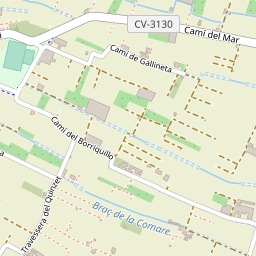 CV-3130
Camí del Mar
Camí de Gallineta
Camí del Borriquillo
Travessera del Quinzet
Braç de la Comare